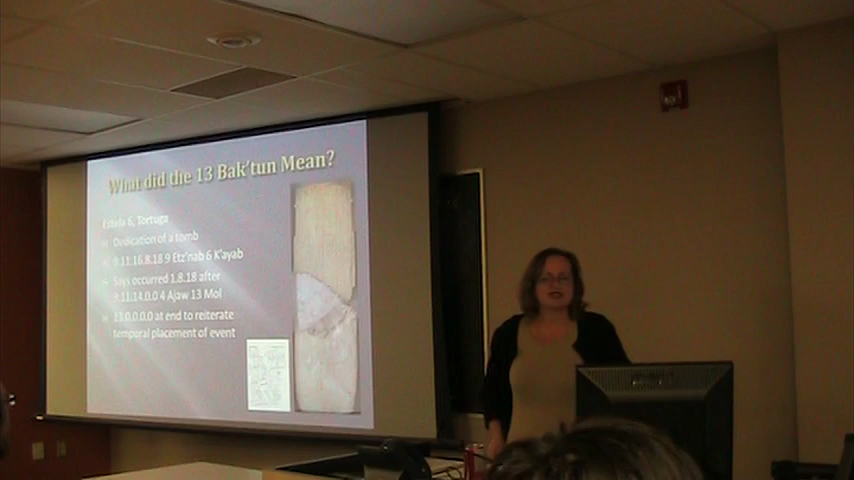 What did the 13 Bak'tun Mean?
Estela 6, Tortuga
Dedication of a tomb
9.11.16.8.18 9 Etz'nab 6 K'ayab
Says occurred 1.8.18 after
9.11.14.0.0 4 Ajaw 13 Mol
13.0.0.0.0 at end to reiterate
temporal placement of event